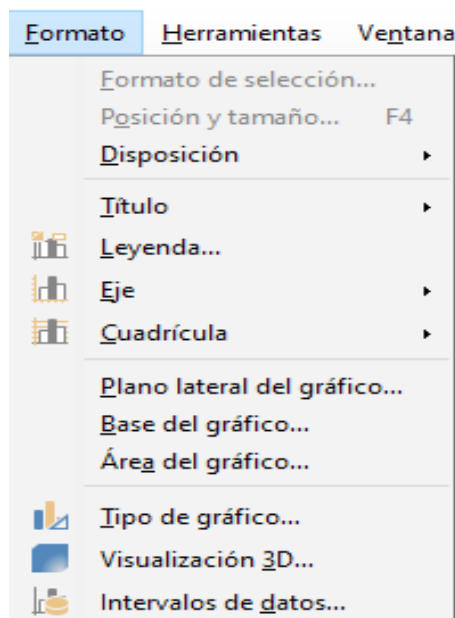 Formato Herramientas Ventana
Formato de selección...
Posición y tamaño... F4
Disposición
Título
Leyenda...
Eje
Cuadrícula
Plano lateral del gráfico...
Base del gráfico...
Área del gráfico...
Tipo de gráfico...
Visualización 3D...
Intervalos de datos...